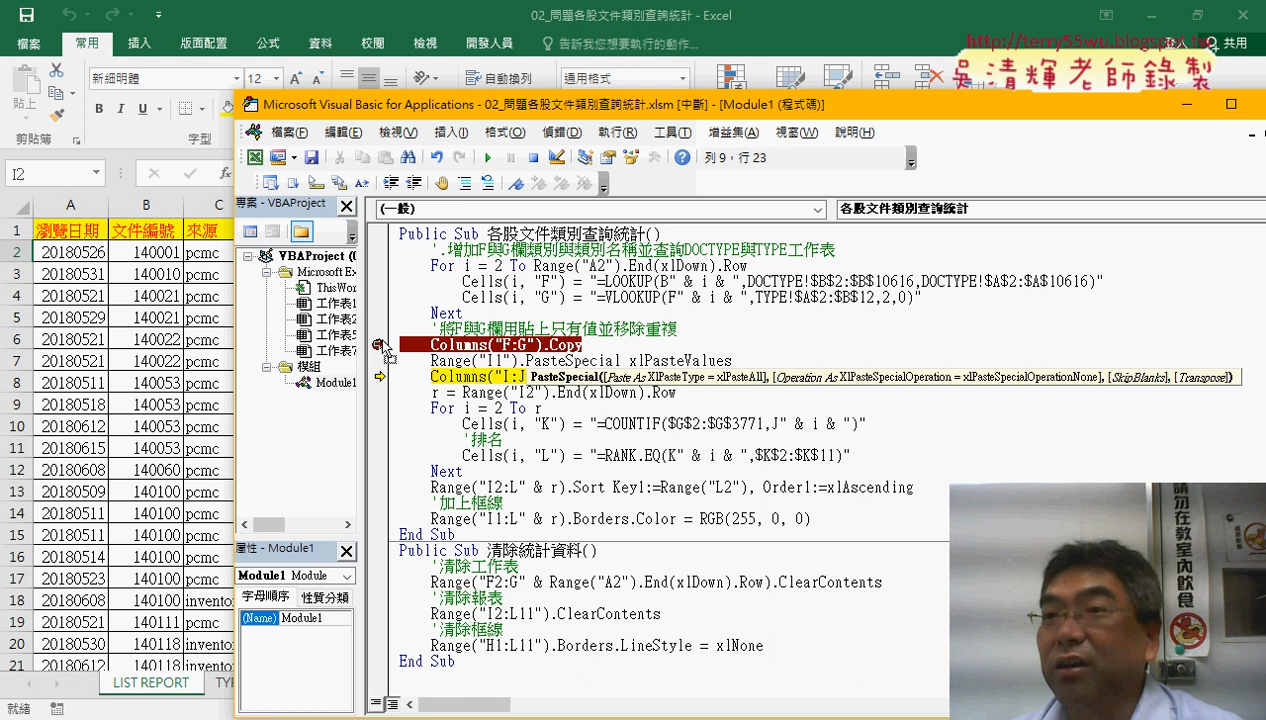 02_問題各股文件類別查詢統計 - Excel
檔案 常用 插入 版面配置 公式 資料 校閱 檢視 開發人員 告訴我您想要執行的動作... 登入 共用
http://terry55wu.blogspot.tw
吳清輝老師錄製
貼上 新明體 12 自動換列 通用格式
B I U
剪貼簿 字型
Microsoft Visual Basic for Applications - 02_問題各股文件類別查詢統計.xlsm [中斷] - [Module1 (程式碼)]
檔案(F) 編輯(E) 檢視(V) 插入(I) 格式(O) 偵錯(D) 執行(R) 工具(T) 增益集(A) 視窗(W) 說明(H)
列 9，行 23
I2 fx
專案 - VBAProject
(一般) 各股文件類別查詢統計
VBAProject (
Microsoft Ex
ThisWor
工作表1
工作表2
工作表5
工作表7
模組
Module1
屬性 - Module1
Module1 Module
字母順序 性質分類
(Name) Module1
A B C
1 瀏覽日期 文件編號 來源
2 20180526 140001 pcmc
3 20180531 140010 pcmc
4 20180521 140021 pcmc
5 20180529 140021 pcmc
6 20180521 140022 pcmc
7 20180521 140022 pcmc
8 20180511 140053 pcmc
9 20180518 140053 pcmc
10 20180612 140053 pcmc
11 20180615 140053 pcmc
12 20180608 140060 pcmc
13 20180509 140100 pcmc
14 20180511 140100 pcmc
15 20180511 140100 pcmc
16 20180514 140100 pcmc
17 20180523 140100 pcmc
18 20180608 140100 invento
19 20180521 140111 pcmc
20 20180530 140118 invento
21 20180612 140118 invento
LIST REPORT TY
就緒
Public Sub 各股文件類別查詢統計()
'.增加F與G欄類別與類別名稱並查詢DOCTYPE與TYPE工作表
For i = 2 To Range("A2").End(xlDown).Row
Cells(i, "F") = "=LOOKUP(B" & i & ",DOCTYPE!$B$2:$B$10616,DOCTYPE!$A$2:$A$10616)"
Cells(i, "G") = "=VLOOKUP(F" & i & ",TYPE!$A$2:$B$12,2,0)"
Next
'將F與G欄用貼上只有值並移除重複
Columns("F:G").Copy
Range("I1").PasteSpecial xlPasteValues
Columns("I:J PasteSpecial([Paste As XlPasteType = xlPasteAll], [Operation As XlPasteSpecialOperation = xlPasteSpecialOperationNone], [SkipBlanks], [Transpose])
r = Range("I2").End(xlDown).Row
For i = 2 To r
Cells(i, "K") = "=COUNTIF($G$2:$G$3771,J" & i & ")"
'排名
Cells(i, "L") = "=RANK.EQ(K" & i & ",$K$2:$K$11)"
Next
Range("I2:L" & r).Sort Key1:=Range("L2"), Order1:=xlAscending
'加上框線
Range("I1:L" & r).Borders.Color = RGB(255, 0, 0)
End Sub
Public Sub 清除統計資料()
'清除工作表
Range("F2:G" & Range("A2").End(xlDown).Row).ClearContents
'清除報表
Range("I2:L11").ClearContents
'清除框線
Range("H1:L11").Borders.LineStyle = xlNone
End Sub
請勿在教室內飲食